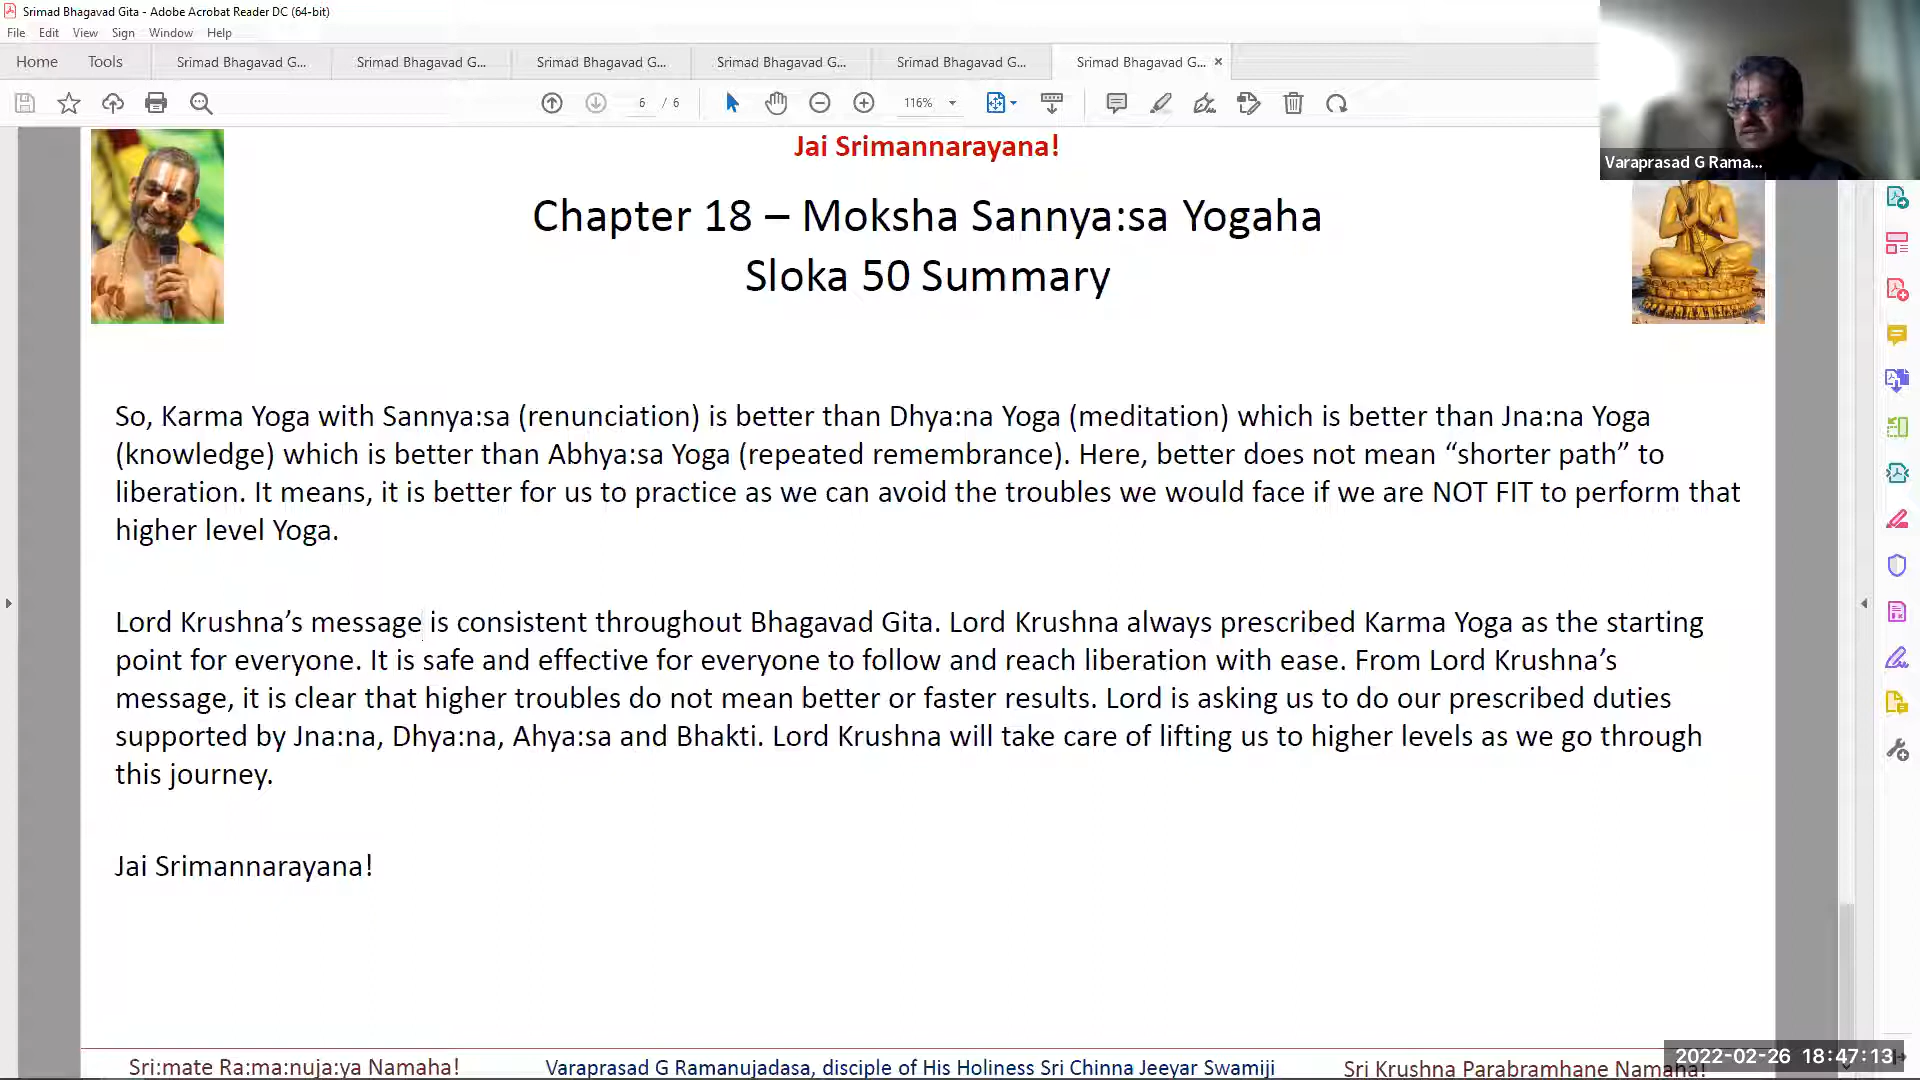 Srimad Bhagavad Gita - Adobe Acrobat Reader DC (64-bit)
File Edit View Sign Window Help
Home Tools Srimad Bhagavad G... Srimad Bhagavad G... Srimad Bhagavad G... Srimad Bhagavad G... Srimad Bhagavad G... Srimad Bhagavad G... ×
6 / 6 116%
Varaprasad G Rama...
Jai Srimannarayana!
Chapter 18 – Moksha Sannya:sa Yogaha
Sloka 50 Summary
So, Karma Yoga with Sannya:sa (renunciation) is better than Dhya:na Yoga (meditation) which is better than Jna:na Yoga
(knowledge) which is better than Abhya:sa Yoga (repeated remembrance). Here, better does not mean “shorter path” to
liberation. It means, it is better for us to practice as we can avoid the troubles we would face if we are NOT FIT to perform that
higher level Yoga.
Lord Krushna’s message is consistent throughout Bhagavad Gita. Lord Krushna always prescribed Karma Yoga as the starting
point for everyone. It is safe and effective for everyone to follow and reach liberation with ease. From Lord Krushna’s
message, it is clear that higher troubles do not mean better or faster results. Lord is asking us to do our prescribed duties
supported by Jna:na, Dhya:na, Ahya:sa and Bhakti. Lord Krushna will take care of lifting us to higher levels as we go through
this journey.
Jai Srimannarayana!
Sri:mate Ra:ma:nuja:ya Namaha! Varaprasad G Ramanujadasa, disciple of His Holiness Sri Chinna Jeeyar Swamiji Sri Krushna Parabramhane Namaha!
2022-02-26 18:47:13